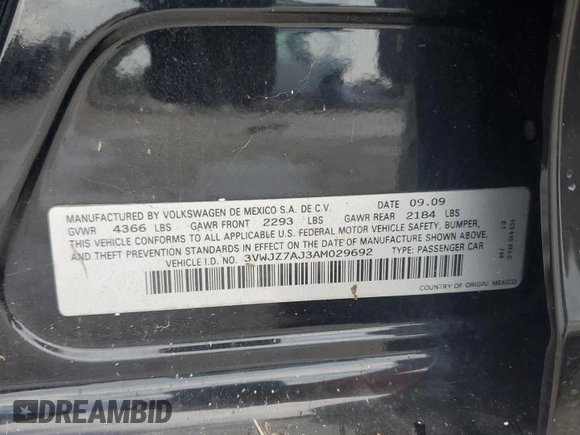 MANUFACTURED BY VOLKSWAGEN DE MEXICO S.A. DE C.V. DATE 09.09
GVWR 4366 LBS GAWR FRONT 2293 LBS GAWR REAR 2184 LBS
THIS VEHICLE CONFORMS TO ALL APPLICABLE U.S. FEDERAL MOTOR VEHICLE SAFETY, BUMPER,
AND THEFT PREVENTION STANDARDS IN EFFECT ON THE DATE OF MANUFACTURE SHOWN ABOVE.
VEHICLE I.D. NO. 3VWJZ7AJ3AM029692 TYPE: PASSENGER CAR
COUNTRY OF ORIGIN: MEXICO
DREAMBID